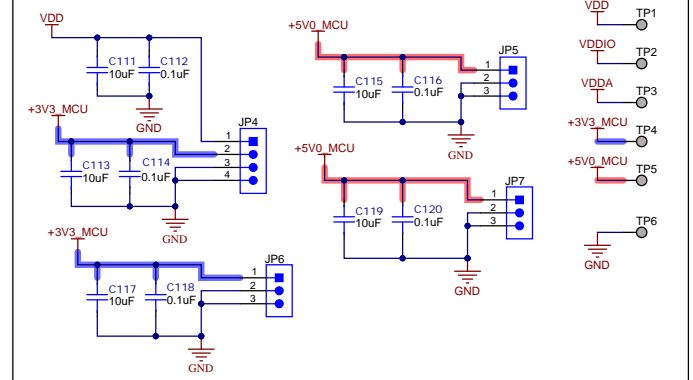 VDD
C111
10uF
C112
0.1uF
GND
+3V3_MCU
JP4
1
2
3
4
C113
10uF
C114
0.1uF
GND
+3V3_MCU
JP6
1
2
3
C117
10uF
C118
0.1uF
GND
+5V0_MCU
JP5
1
2
3
C115
10uF
C116
0.1uF
GND
+5V0_MCU
JP7
1
2
3
C119
10uF
C120
0.1uF
GND
VDD
TP1
VDDIO
TP2
VDDA
TP3
+3V3_MCU
TP4
+5V0_MCU
TP5
TP6
GND